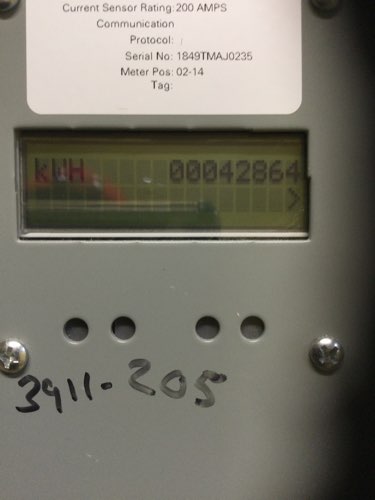 Current Sensor Rating: 200 AMPS
Communication
Protocol:
Serial No: 1849TMAJ0235
Meter Pos: 02-14
Tag:
kWH 00042864
>
3911-205